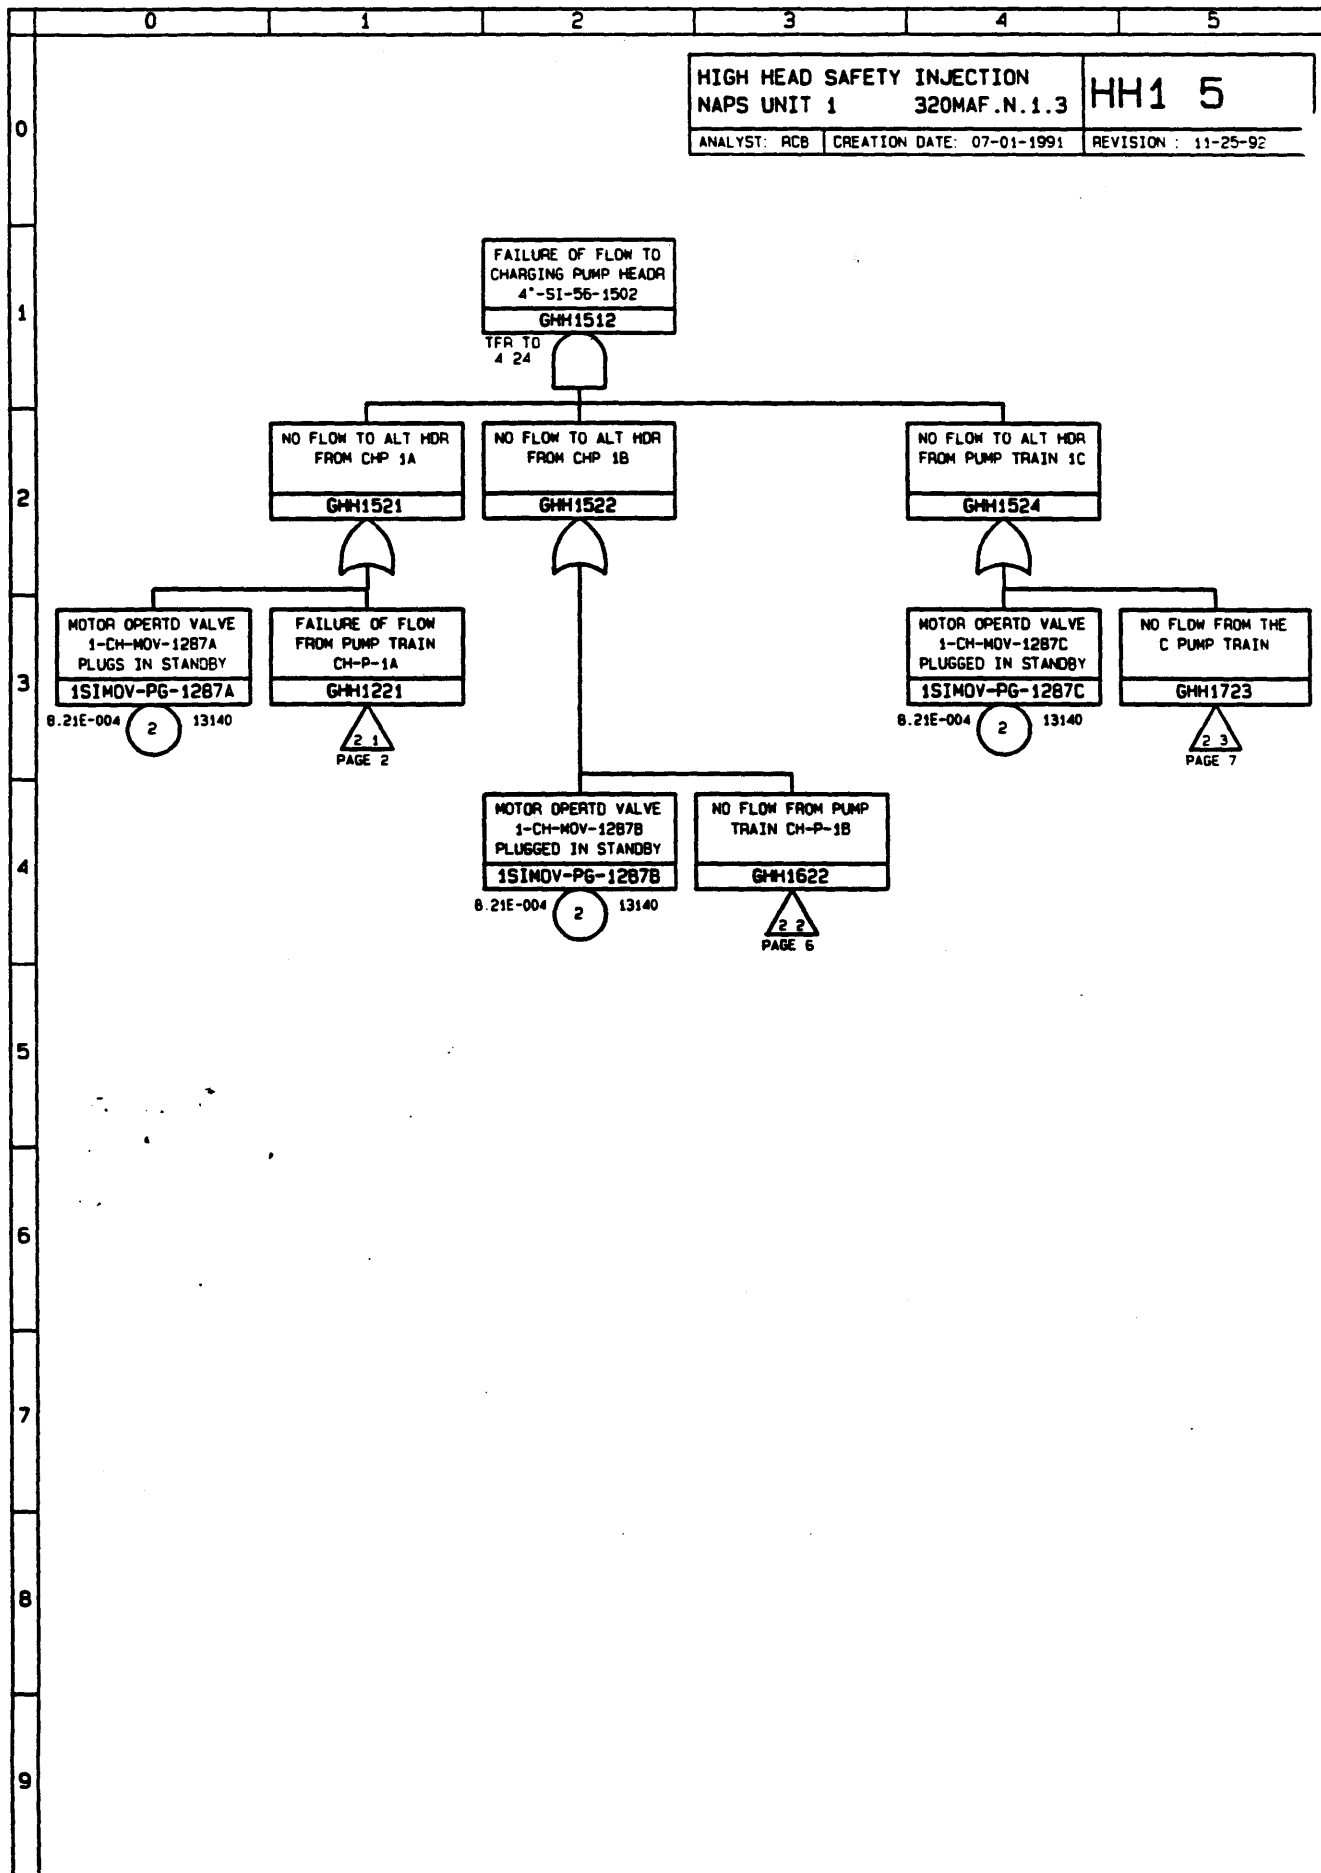 0 1 2 3 4 5
HIGH HEAD SAFETY INJECTION
NAPS UNIT 1 320MAF.N.1.3
HH1 5
ANALYST: RCB CREATION DATE: 07-01-1991 REVISION : 11-25-92
0
FAILURE OF FLOW TO
CHARGING PUMP HEADR
4"-SI-56-1502
GHH1512
TFR TO
4 24
1
NO FLOW TO ALT HDR
FROM CHP 1A
GHH1521
NO FLOW TO ALT HDR
FROM CHP 1B
GHH1522
NO FLOW TO ALT HDR
FROM PUMP TRAIN 1C
GHH1524
2
MOTOR OPERTD VALVE
1-CH-MOV-1287A
PLUGS IN STANDBY
1SIMOV-PG-1287A
8.21E-004 2 13140
FAILURE OF FLOW
FROM PUMP TRAIN
CH-P-1A
GHH1221
2 1
PAGE 2
MOTOR OPERTD VALVE
1-CH-MOV-1287C
PLUGGED IN STANDBY
1SIMOV-PG-1287C
8.21E-004 2 13140
NO FLOW FROM THE
C PUMP TRAIN
GHH1723
2 3
PAGE 7
3
MOTOR OPERTD VALVE
1-CH-MOV-1287B
PLUGGED IN STANDBY
1SIMOV-PG-1287B
8.21E-004 2 13140
NO FLOW FROM PUMP
TRAIN CH-P-1B
GHH1622
2 2
PAGE 6
4
5
6
7
8
9